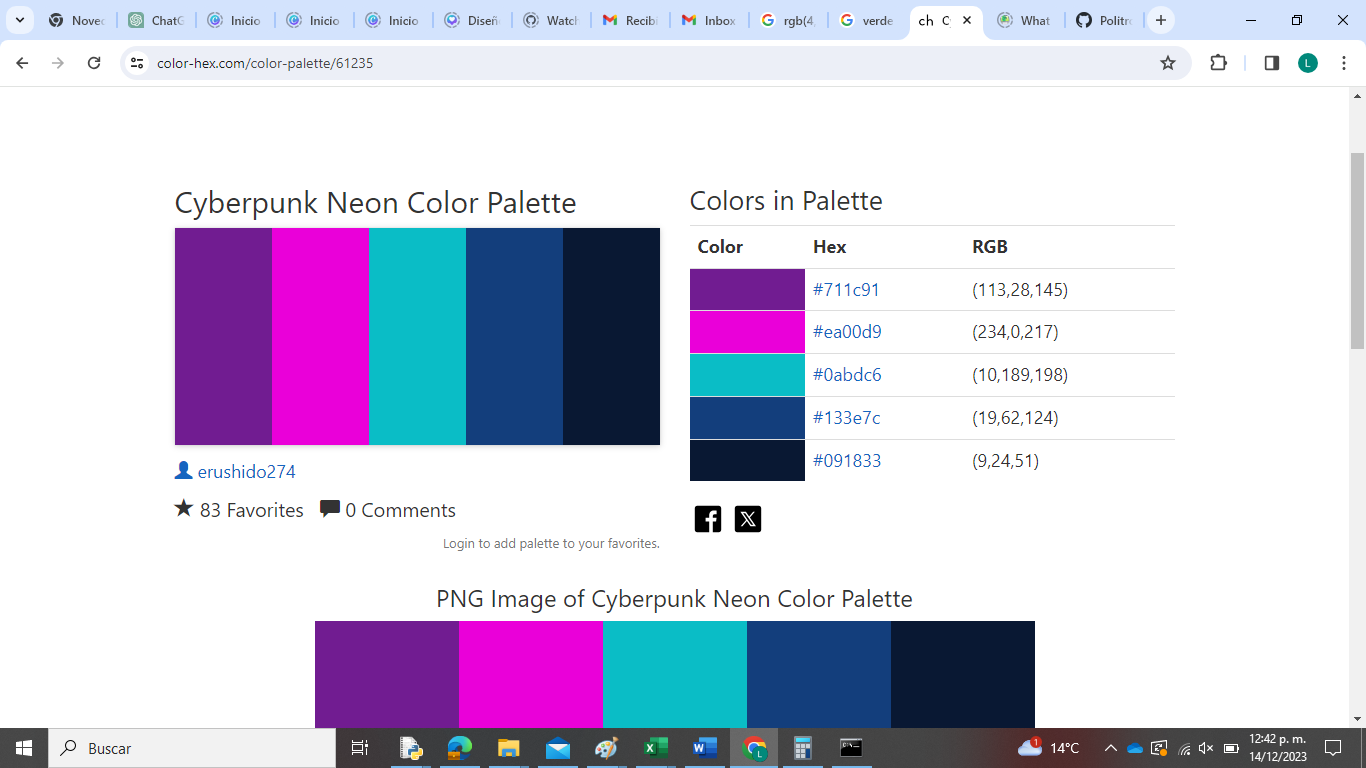 Novec
ChatG
Inicio
Inicio
Inicio
Diseñ
Watch
Recibi
Inbox
rgb(4,
verde
ch
What
Politr
color-hex.com/color-palette/61235
L
Cyberpunk Neon Color Palette
Colors in Palette
Color Hex RGB
#711c91 (113,28,145)
#ea00d9 (234,0,217)
#0abdc6 (10,189,198)
#133e7c (19,62,124)
#091833 (9,24,51)
erushido274
83 Favorites 0 Comments
Login to add palette to your favorites.
PNG Image of Cyberpunk Neon Color Palette
Buscar
1
14°C
12:42 p. m.
14/12/2023